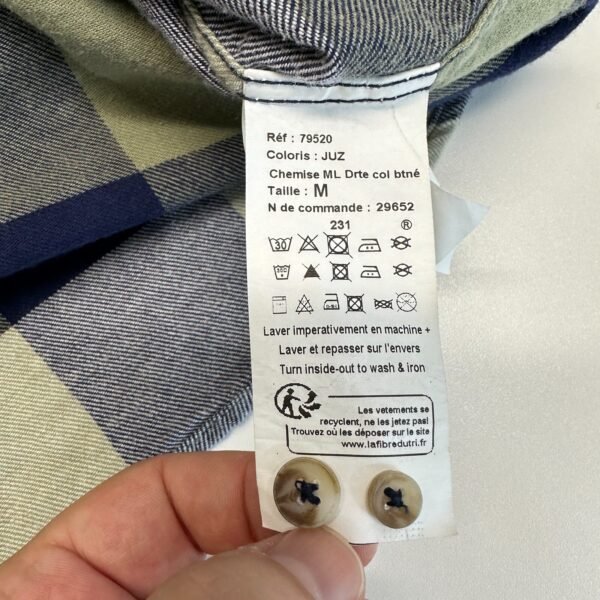 Réf : 79520
Coloris : JUZ
Chemise ML Drte col btné
Taille : M
N de commande : 29652
231 ®
30
Laver imperativement en machine +
Laver et repasser sur l'envers
Turn inside-out to wash & iron
Les vetements se
recyclent, ne les jetez pas!
Trouvez où les déposer sur le site
www.lafibredutri.fr